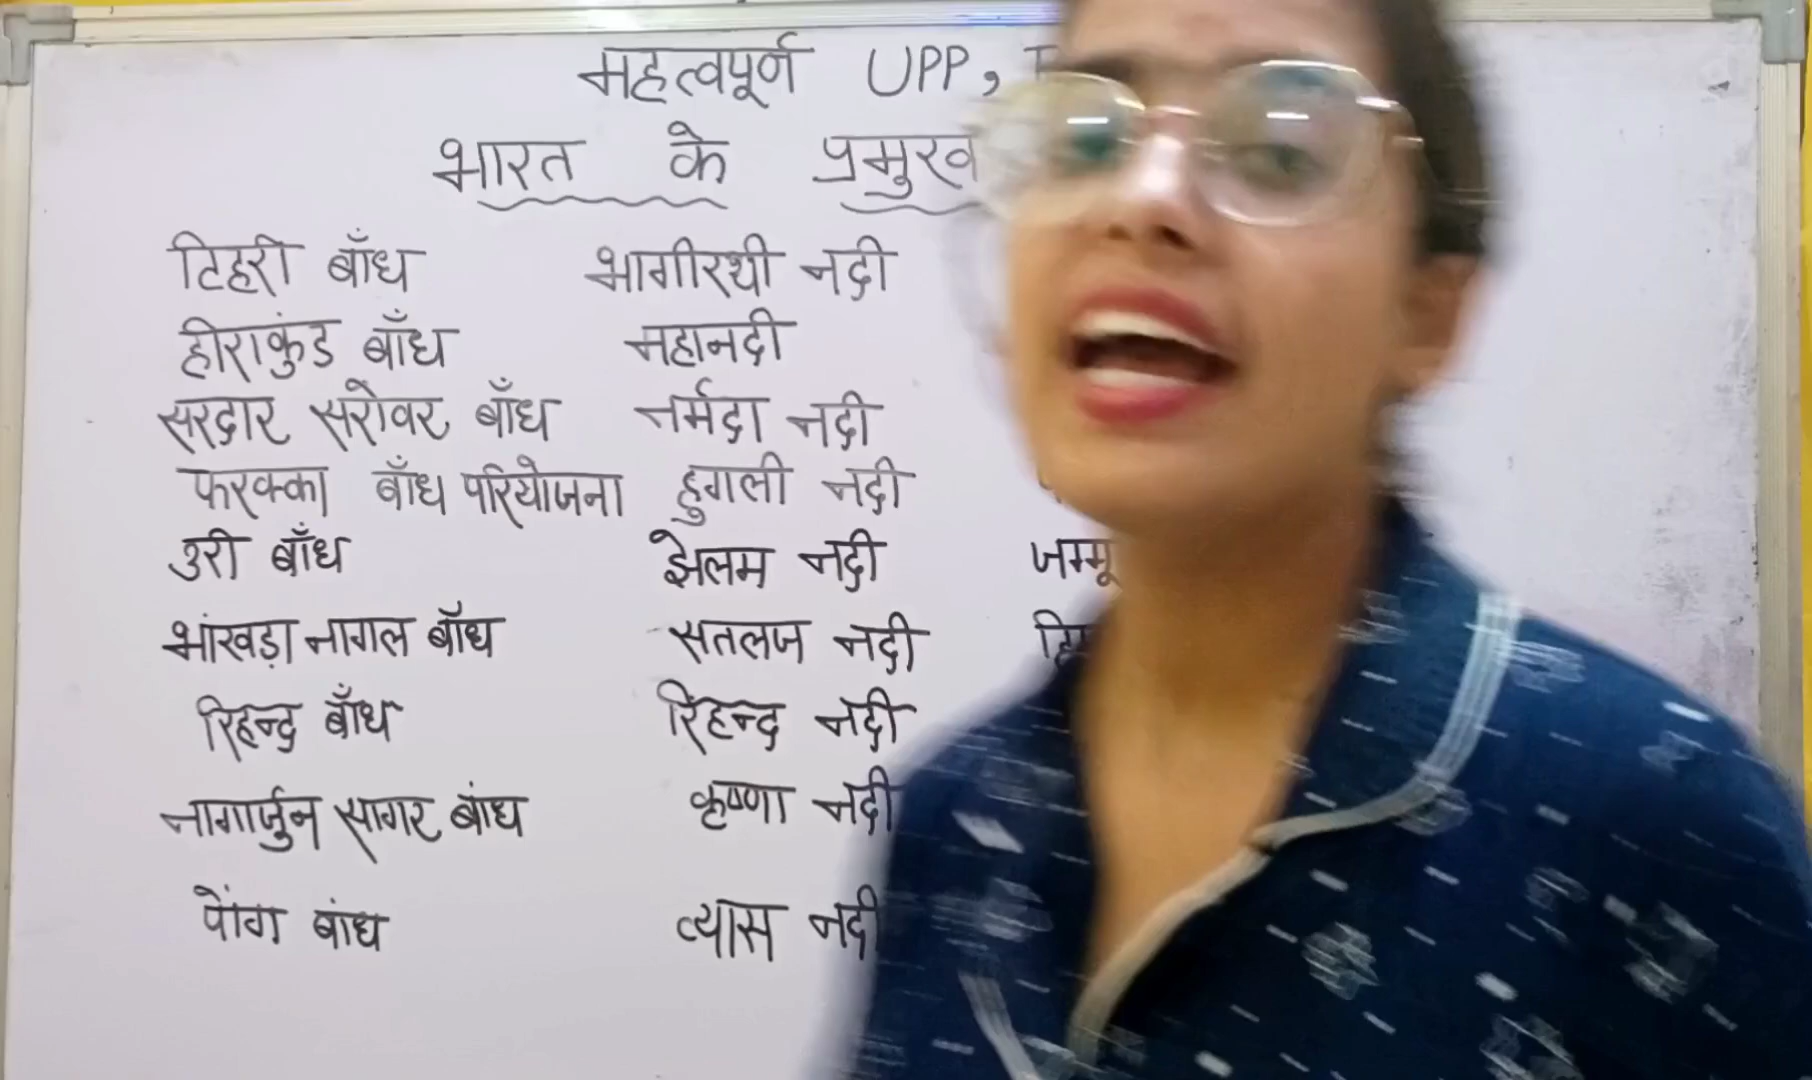 महत्वपूर्ण UPP,
भारत के प्रमुख
टिहरी बाँध भागीरथी नदी
हीराकुंड बाँध महानदी
सरदार सरोवर बाँध नर्मदा नदी
फरक्का बाँध परियोजना हुगली नदी
उरी बाँध झेलम नदी जम्मू
भांखड़ा नागल बाँध सतलज नदी
रिहन्द बाँध रिहन्द नदी
नागार्जुन सागर बांध कृष्णा नदी
पोंग बांध व्यास नदी